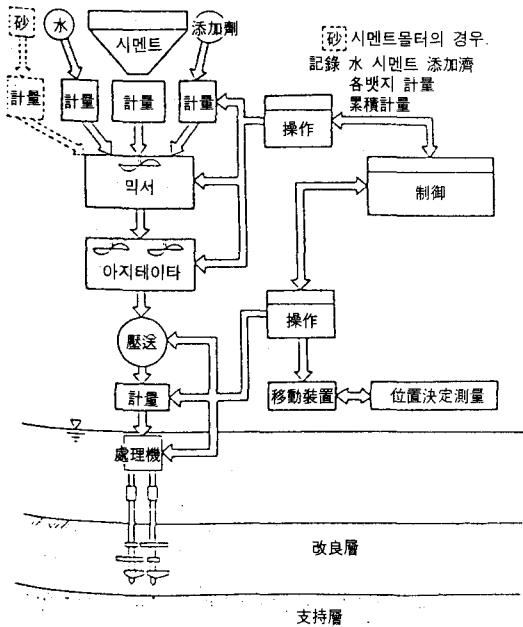 砂
水
시멘트
添加劑
砂 시멘트몰터의 경우.
記錄 水 시멘트 添加濟
各뱃지 計量
累積計量
計量
計量
計量
計量
操作
믹서
制御
아지테이타
操作
壓送
計量
移動裝置
位置決定測量
處理機
改良層
支持層